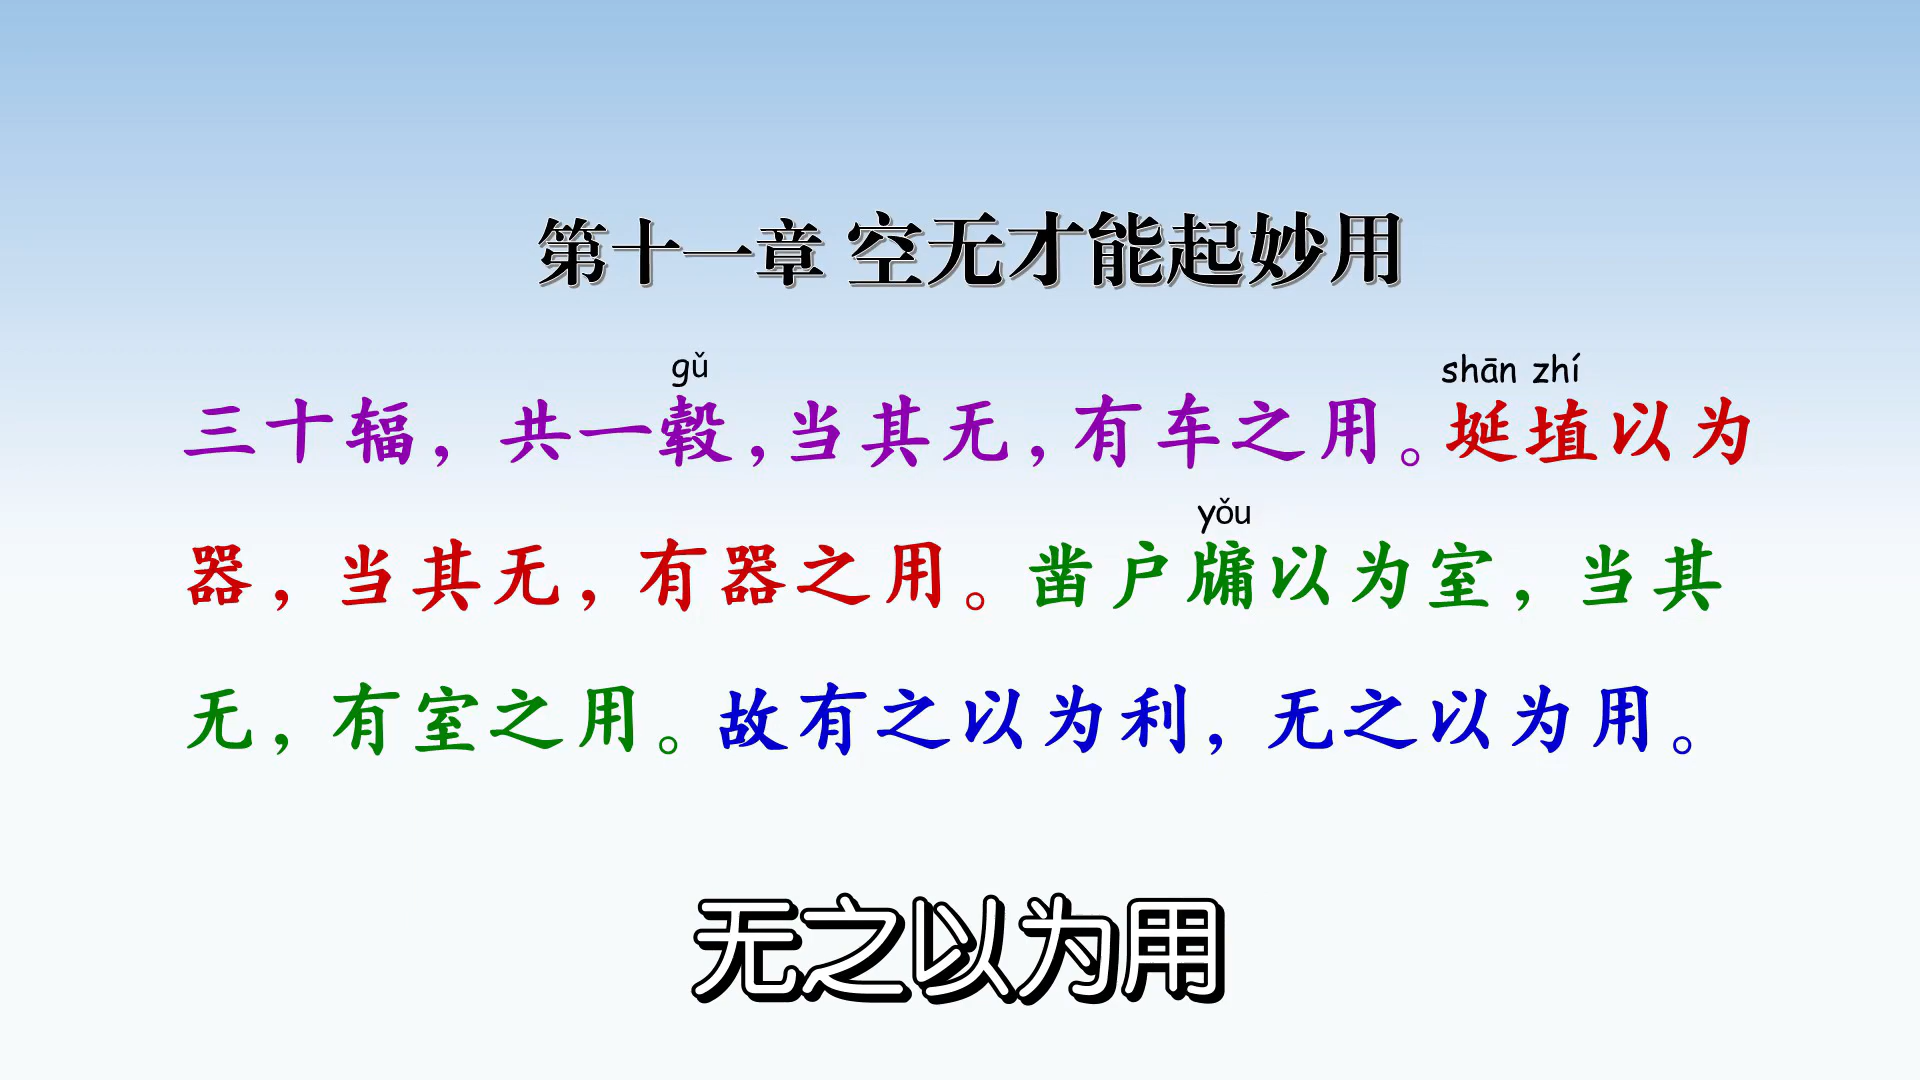 第十一章 空无才能起妙用
gǔ shān zhí
三十辐，共一毂，当其无，有车之用。埏埴以为
yǒu
器，当其无，有器之用。凿户牖以为室，当其
无，有室之用。故有之以为利，无之以为用。
无之以为用